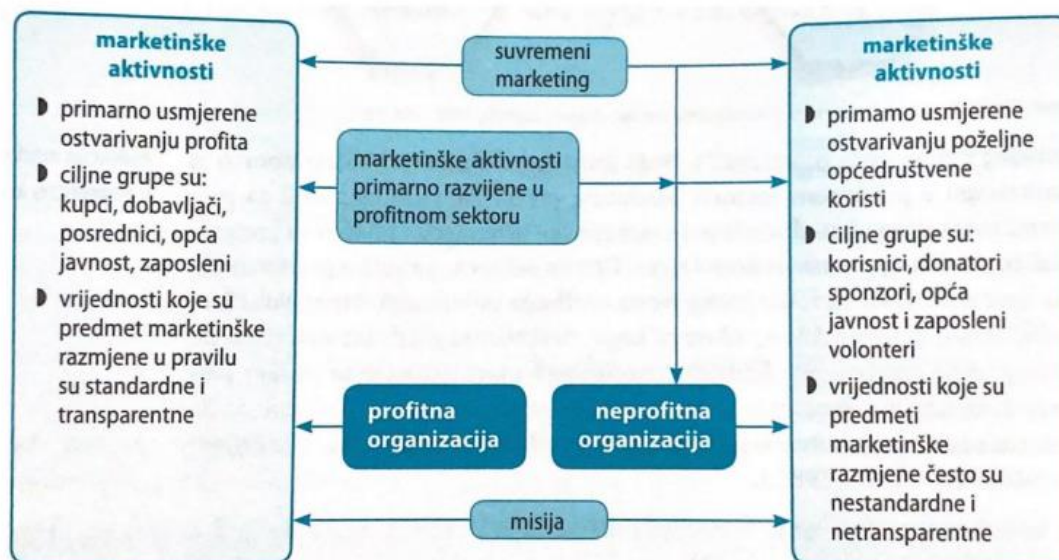 marketinške
aktivnosti
primarno usmjerene
ostvarivanju profita
ciljne grupe su:
kupci, dobavljači,
posrednici, opća
javnost, zaposleni
vrijednosti koje su
predmet marketinške
razmjene u pravilu
su standardne i
transparentne
suvremeni
marketing
marketinške aktivnosti
primarno razvijene u
profitnom sektoru
profitna
organizacija
neprofitna
organizacija
misija
marketinške
aktivnosti
primamo usmjerene
ostvarivanju poželjne
općedruštvene
koristi
ciljne grupe su:
korisnici, donatori
sponzori, opća
javnost i zaposleni
volonteri
vrijednosti koje su
predmeti
marketinške
razmjene često su
nestandardne i
netransparentne